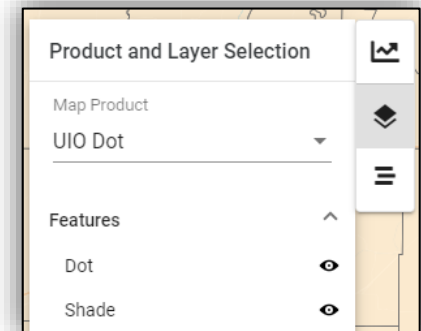 Product and Layer Selection
Map Product
UIO Dot
Features
Dot
Shade